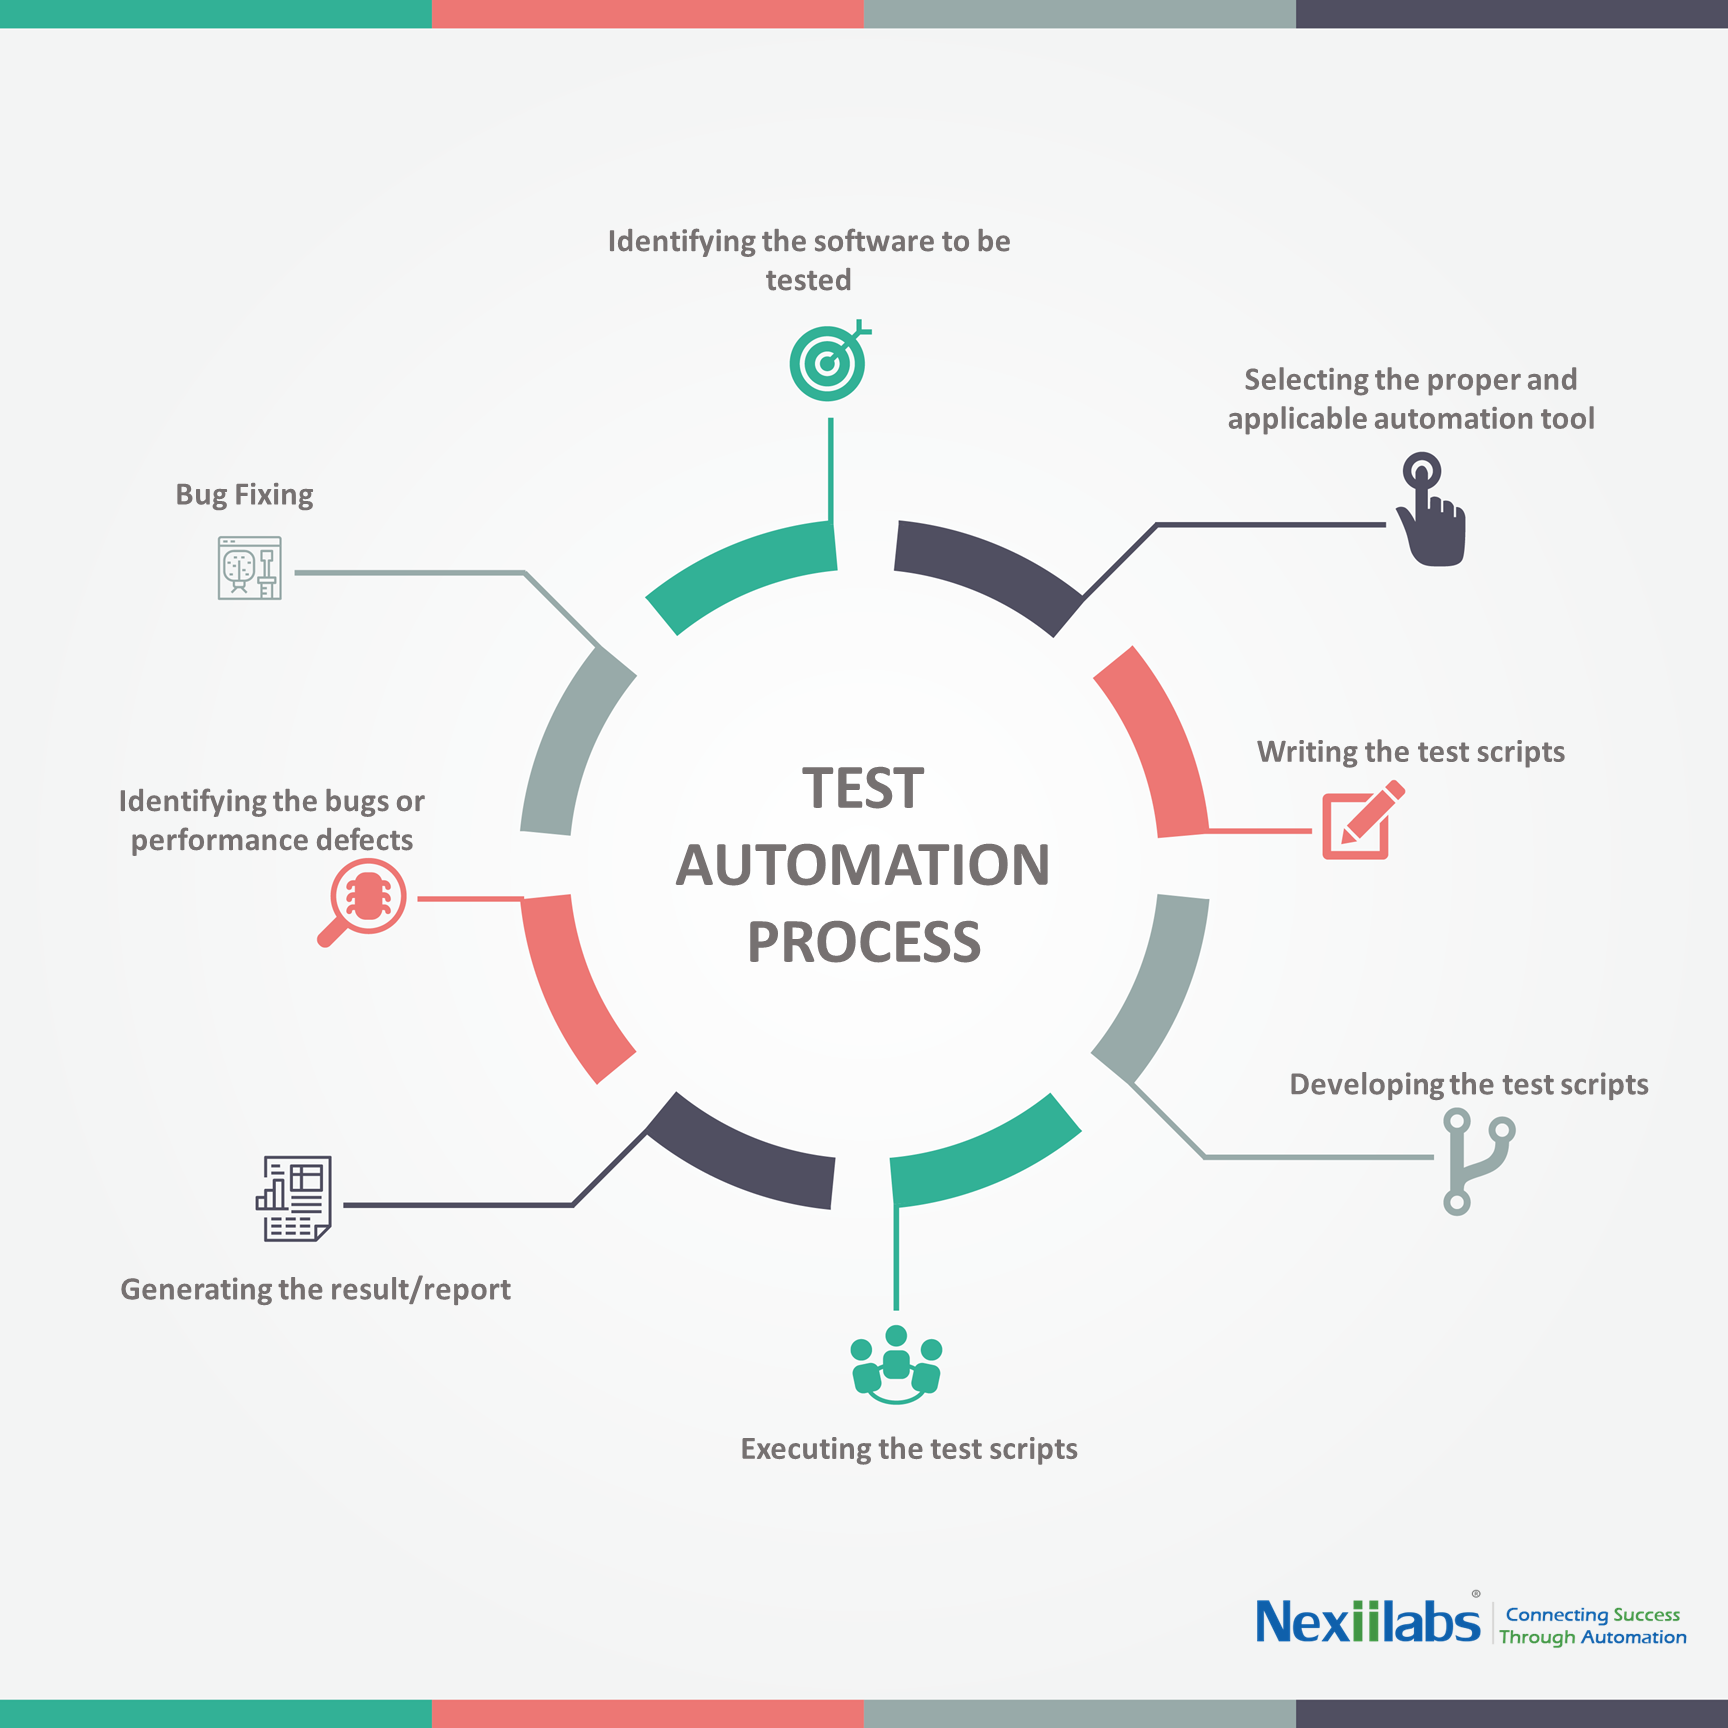 Identifying the software to be
tested
Selecting the proper and
applicable automation tool
Bug Fixing
Writing the test scripts
TEST
AUTOMATION
PROCESS
Identifying the bugs or
performance defects
Developing the test scripts
Generating the result/report
Executing the test scripts
Nexiilabs®
Connecting Success
Through Automation